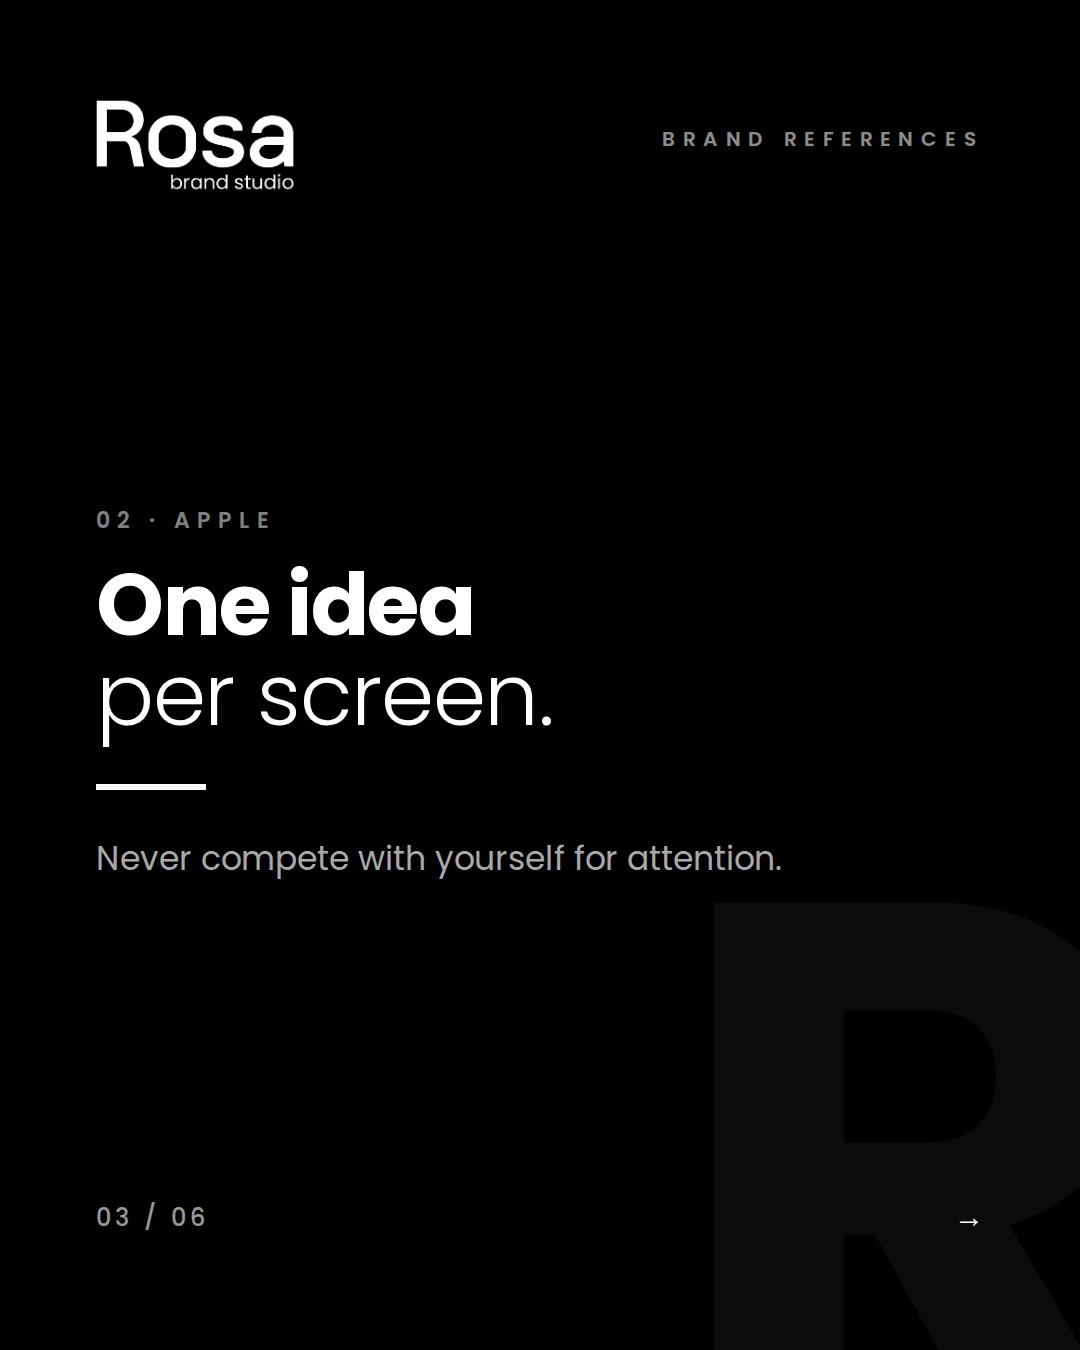 Rosa
brand studio
BRAND REFERENCES
02 · APPLE
One idea
per screen.
Never compete with yourself for attention.
R
03 / 06
→